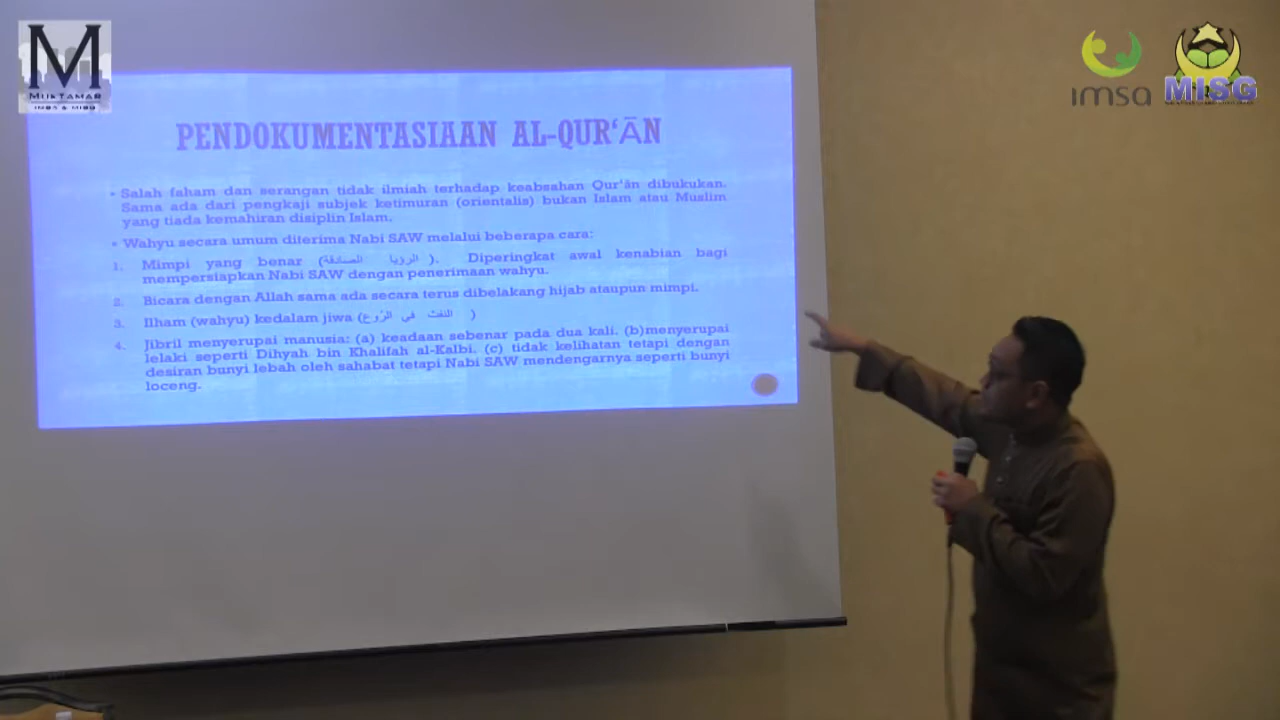 M
MUKTAMAR
IMSA & MISG
imsa
MISG
PENDOKUMENTASIAAN AL-QUR‘ĀN
• Salah faham dan serangan tidak ilmiah terhadap keabsahan Qur'ān dibukukan.
Sama ada dari pengkaji subjek ketimuran (orientalis) bukan Islam atau Muslim
yang tiada kemahiran disiplin Islam.
• Wahyu secara umum diterima Nabi SAW melalui beberapa cara:
1. Mimpi yang benar (الرؤيا الصادقة). Diperingkat awal kenabian bagi
mempersiapkan Nabi SAW dengan penerimaan wahyu.
2. Bicara dengan Allah sama ada secara terus dibelakang hijab ataupun mimpi.
3. Ilham (wahyu) kedalam jiwa (النفث في الرّوع)
4. Jibril menyerupai manusia: (a) keadaan sebenar pada dua kali. (b)menyerupai
lelaki seperti Dihyah bin Khalifah al-Kalbi. (c) tidak kelihatan tetapi dengan
desiran bunyi lebah oleh sahabat tetapi Nabi SAW mendengarnya seperti bunyi
loceng.